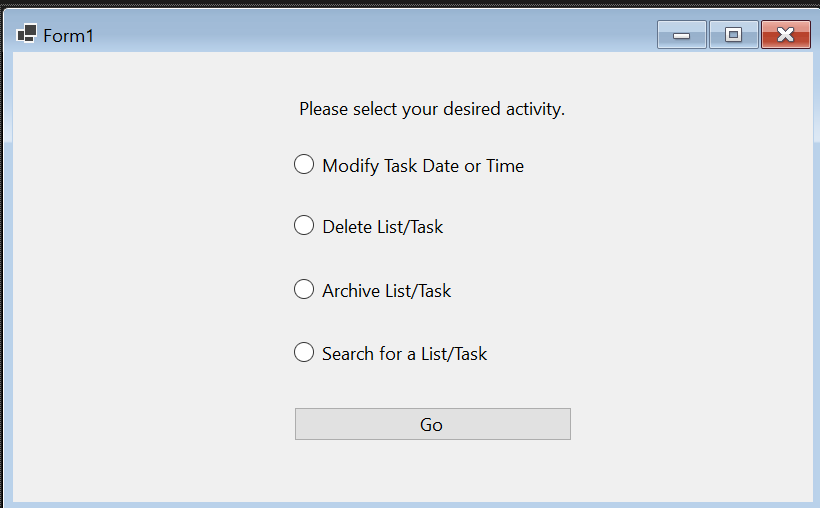 Form1
Please select your desired activity.
Modify Task Date or Time
Delete List/Task
Archive List/Task
Search for a List/Task
Go